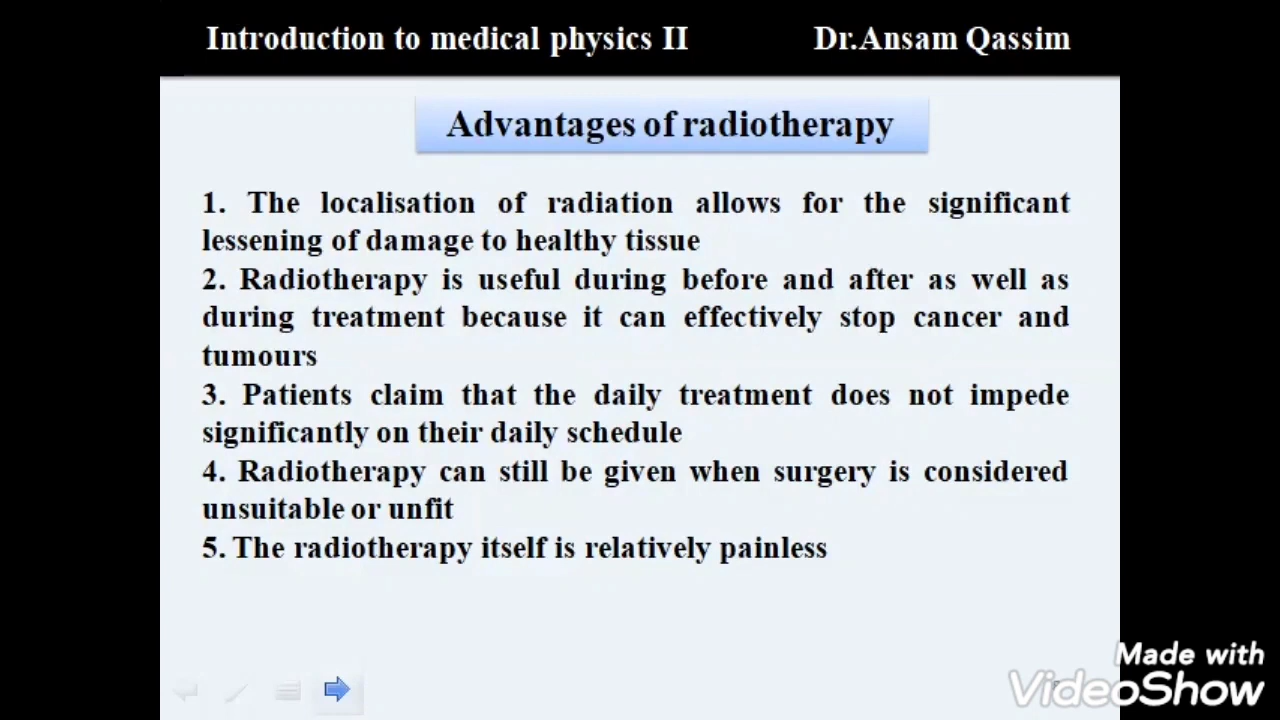 Introduction to medical physics II Dr.Ansam Qassim
Advantages of radiotherapy
1. The localisation of radiation allows for the significant
lessening of damage to healthy tissue
2. Radiotherapy is useful during before and after as well as
during treatment because it can effectively stop cancer and
tumours
3. Patients claim that the daily treatment does not impede
significantly on their daily schedule
4. Radiotherapy can still be given when surgery is considered
unsuitable or unfit
5. The radiotherapy itself is relatively painless
Made with
VideoShow